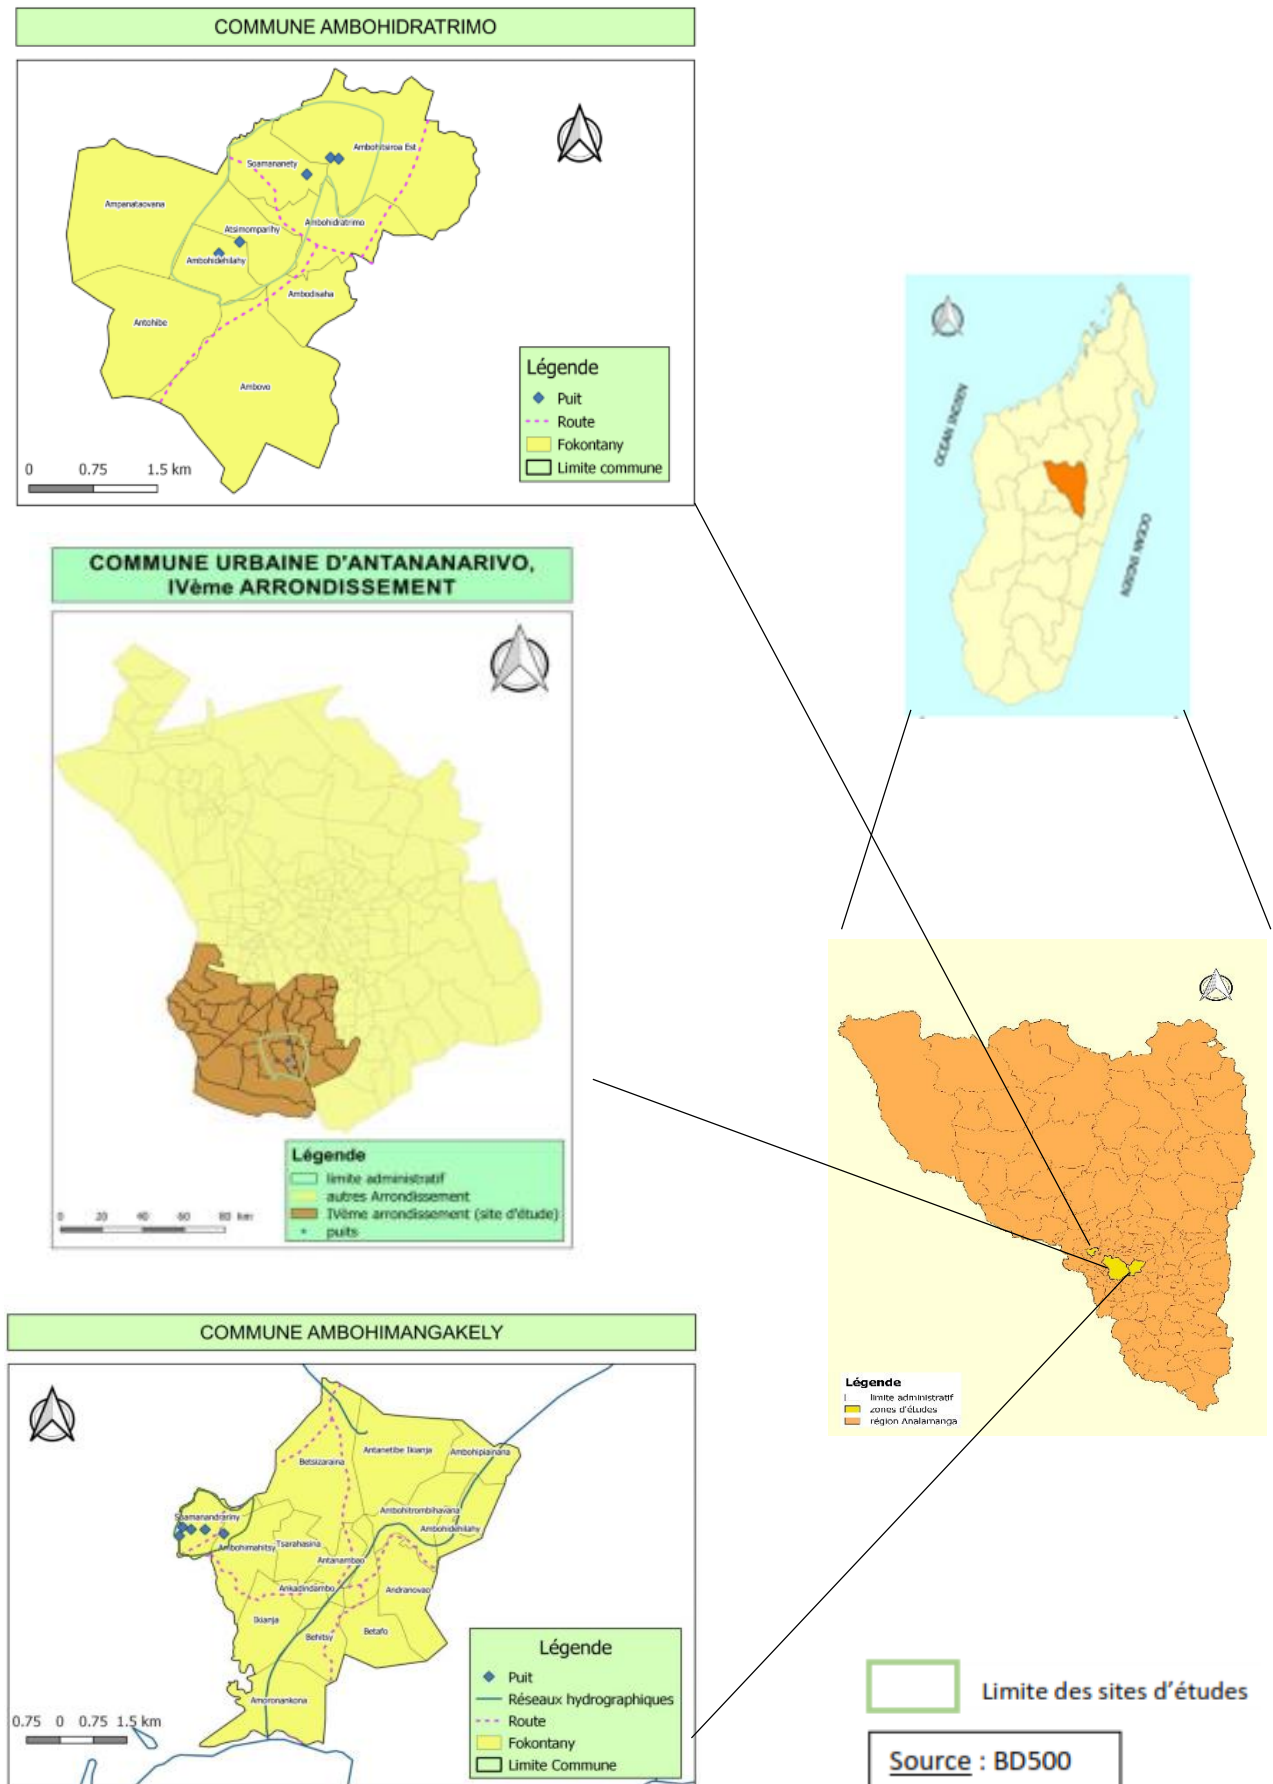 COMMUNE AMBOHIDRATRIMO
Ambohitsiroa Est
Soamananety
Ampanataovana
Ambohidratrimo
Atsimomparihy
Ambohidehilahy
Ambodisaha
Antohibe
Ambovo
Légende
Puit
Route
Fokontany
Limite commune
0 0.75 1.5 km
OCEAN INDIEN
OCEAN INDIEN
COMMUNE URBAINE D'ANTANANARIVO,
IVème ARRONDISSEMENT
Légende
limite administratif
autres Arrondissement
IVème arrondissement (site d'étude)
puits
0 20 40 60 80 km
Légende
limite administratif
zones d'études
région Analamanga
COMMUNE AMBOHIMANGAKELY
Antanetibe Ikianja
Ambohipiainana
Betsizaraina
Ambohitrombihavana
Soamanandrariny
Ambohidehilahy
Ambohimahitsy
Tsarahasina
Antanambao
Ankadindambo
Andranovao
Ikianja
Behitsy
Betafo
Amoronankona
Légende
Puit
Réseaux hydrographiques
Route
Fokontany
Limite Commune
0.75 0 0.75 1.5 km
Limite des sites d'études
Source : BD500